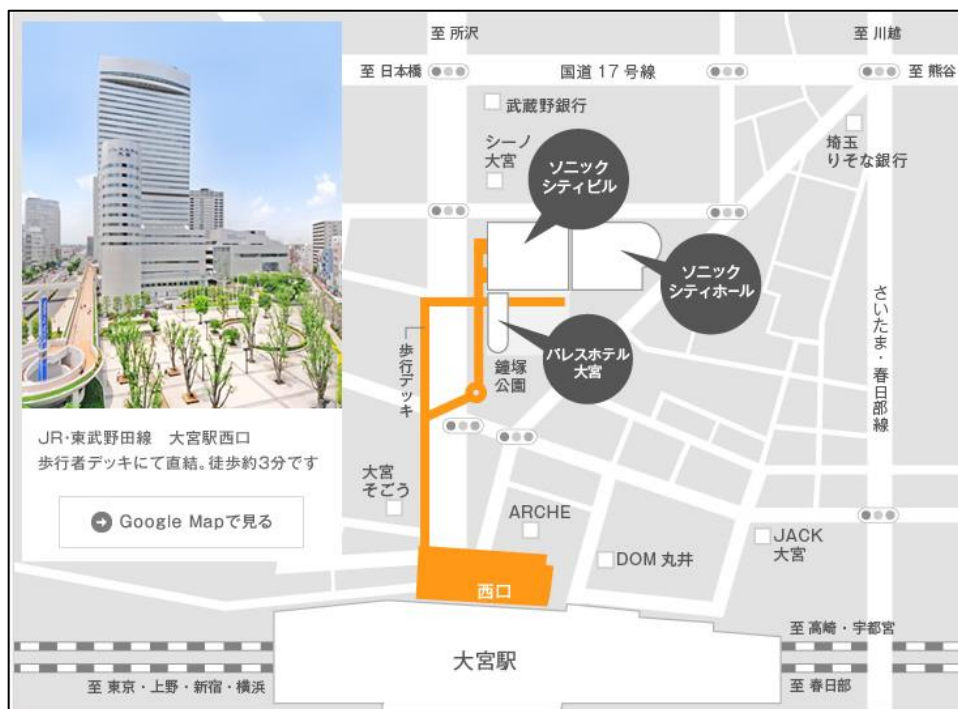 至 所沢
至 川越
至 日本橋
国道 17号線
至 熊谷
武蔵野銀行
シーノ
大宮
埼玉
りそな銀行
ソニック
シティビル
ソニック
シティホール
パレスホテル
大宮
さいたま・春日部線
歩行デッキ
鐘塚
公園
JR・東武野田線　大宮駅西口
歩行者デッキにて直結。徒歩約3分です
Google Mapで見る
大宮
そごう
ARCHE
DOM 丸井
JACK
大宮
西口
大宮駅
至 高崎・宇都宮
至 東京・上野・新宿・横浜
至 春日部